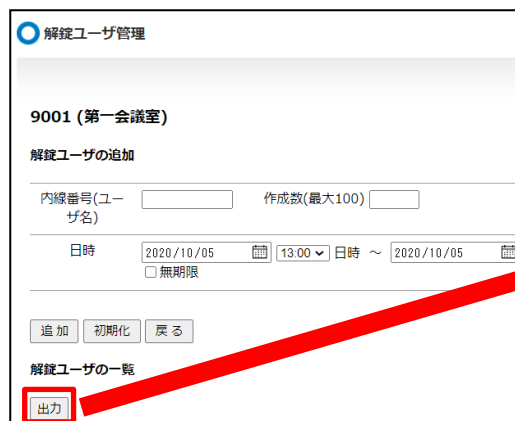 解錠ユーザ管理
9001 (第一会議室)
解錠ユーザの追加
内線番号(ユーザ名) 作成数(最大100)
日時 2020/10/05 13:00 日時 ～ 2020/10/05
無期限
追 加 初期化 戻 る
解錠ユーザの一覧
出力